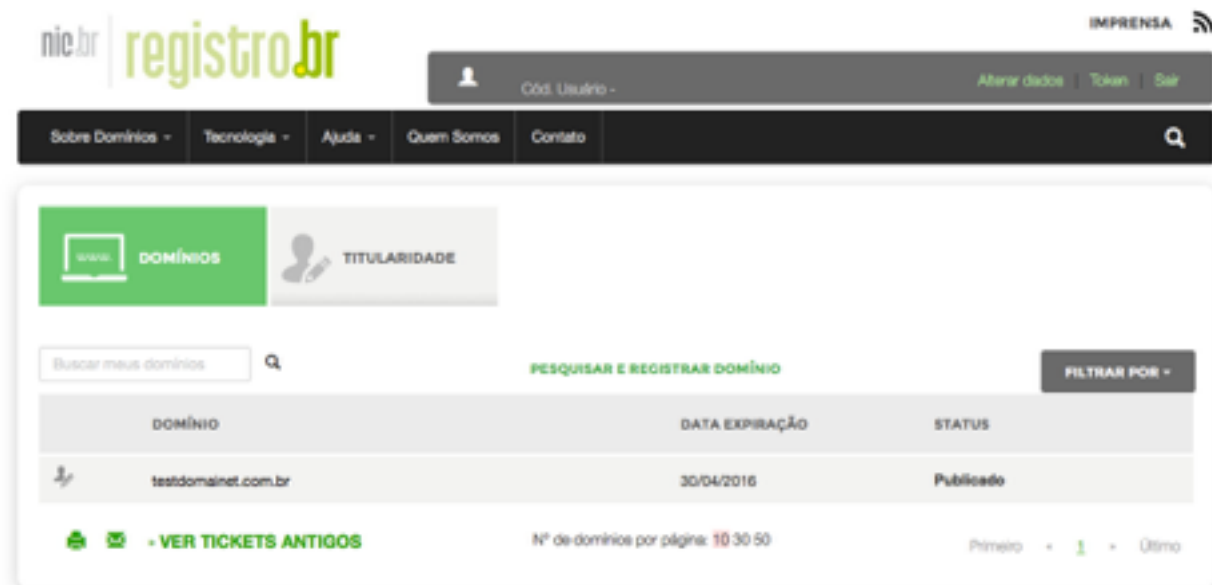 IMPRENSA
nic.br registro.br
Cód. Usuário -
Alterar dados | Token | Sair
Sobre Domínios
Tecnologia
Ajuda
Quem Somos
Contato
www.
DOMÍNIOS
TITULARIDADE
Buscar meus domínios
PESQUISAR E REGISTRAR DOMÍNIO
FILTRAR POR
DOMÍNIO DATA EXPIRAÇÃO STATUS
testdomainet.com.br 30/04/2016 Publicado
- VER TICKETS ANTIGOS
Nº de domínios por página: 10 30 50
Primeiro « 1 » Último